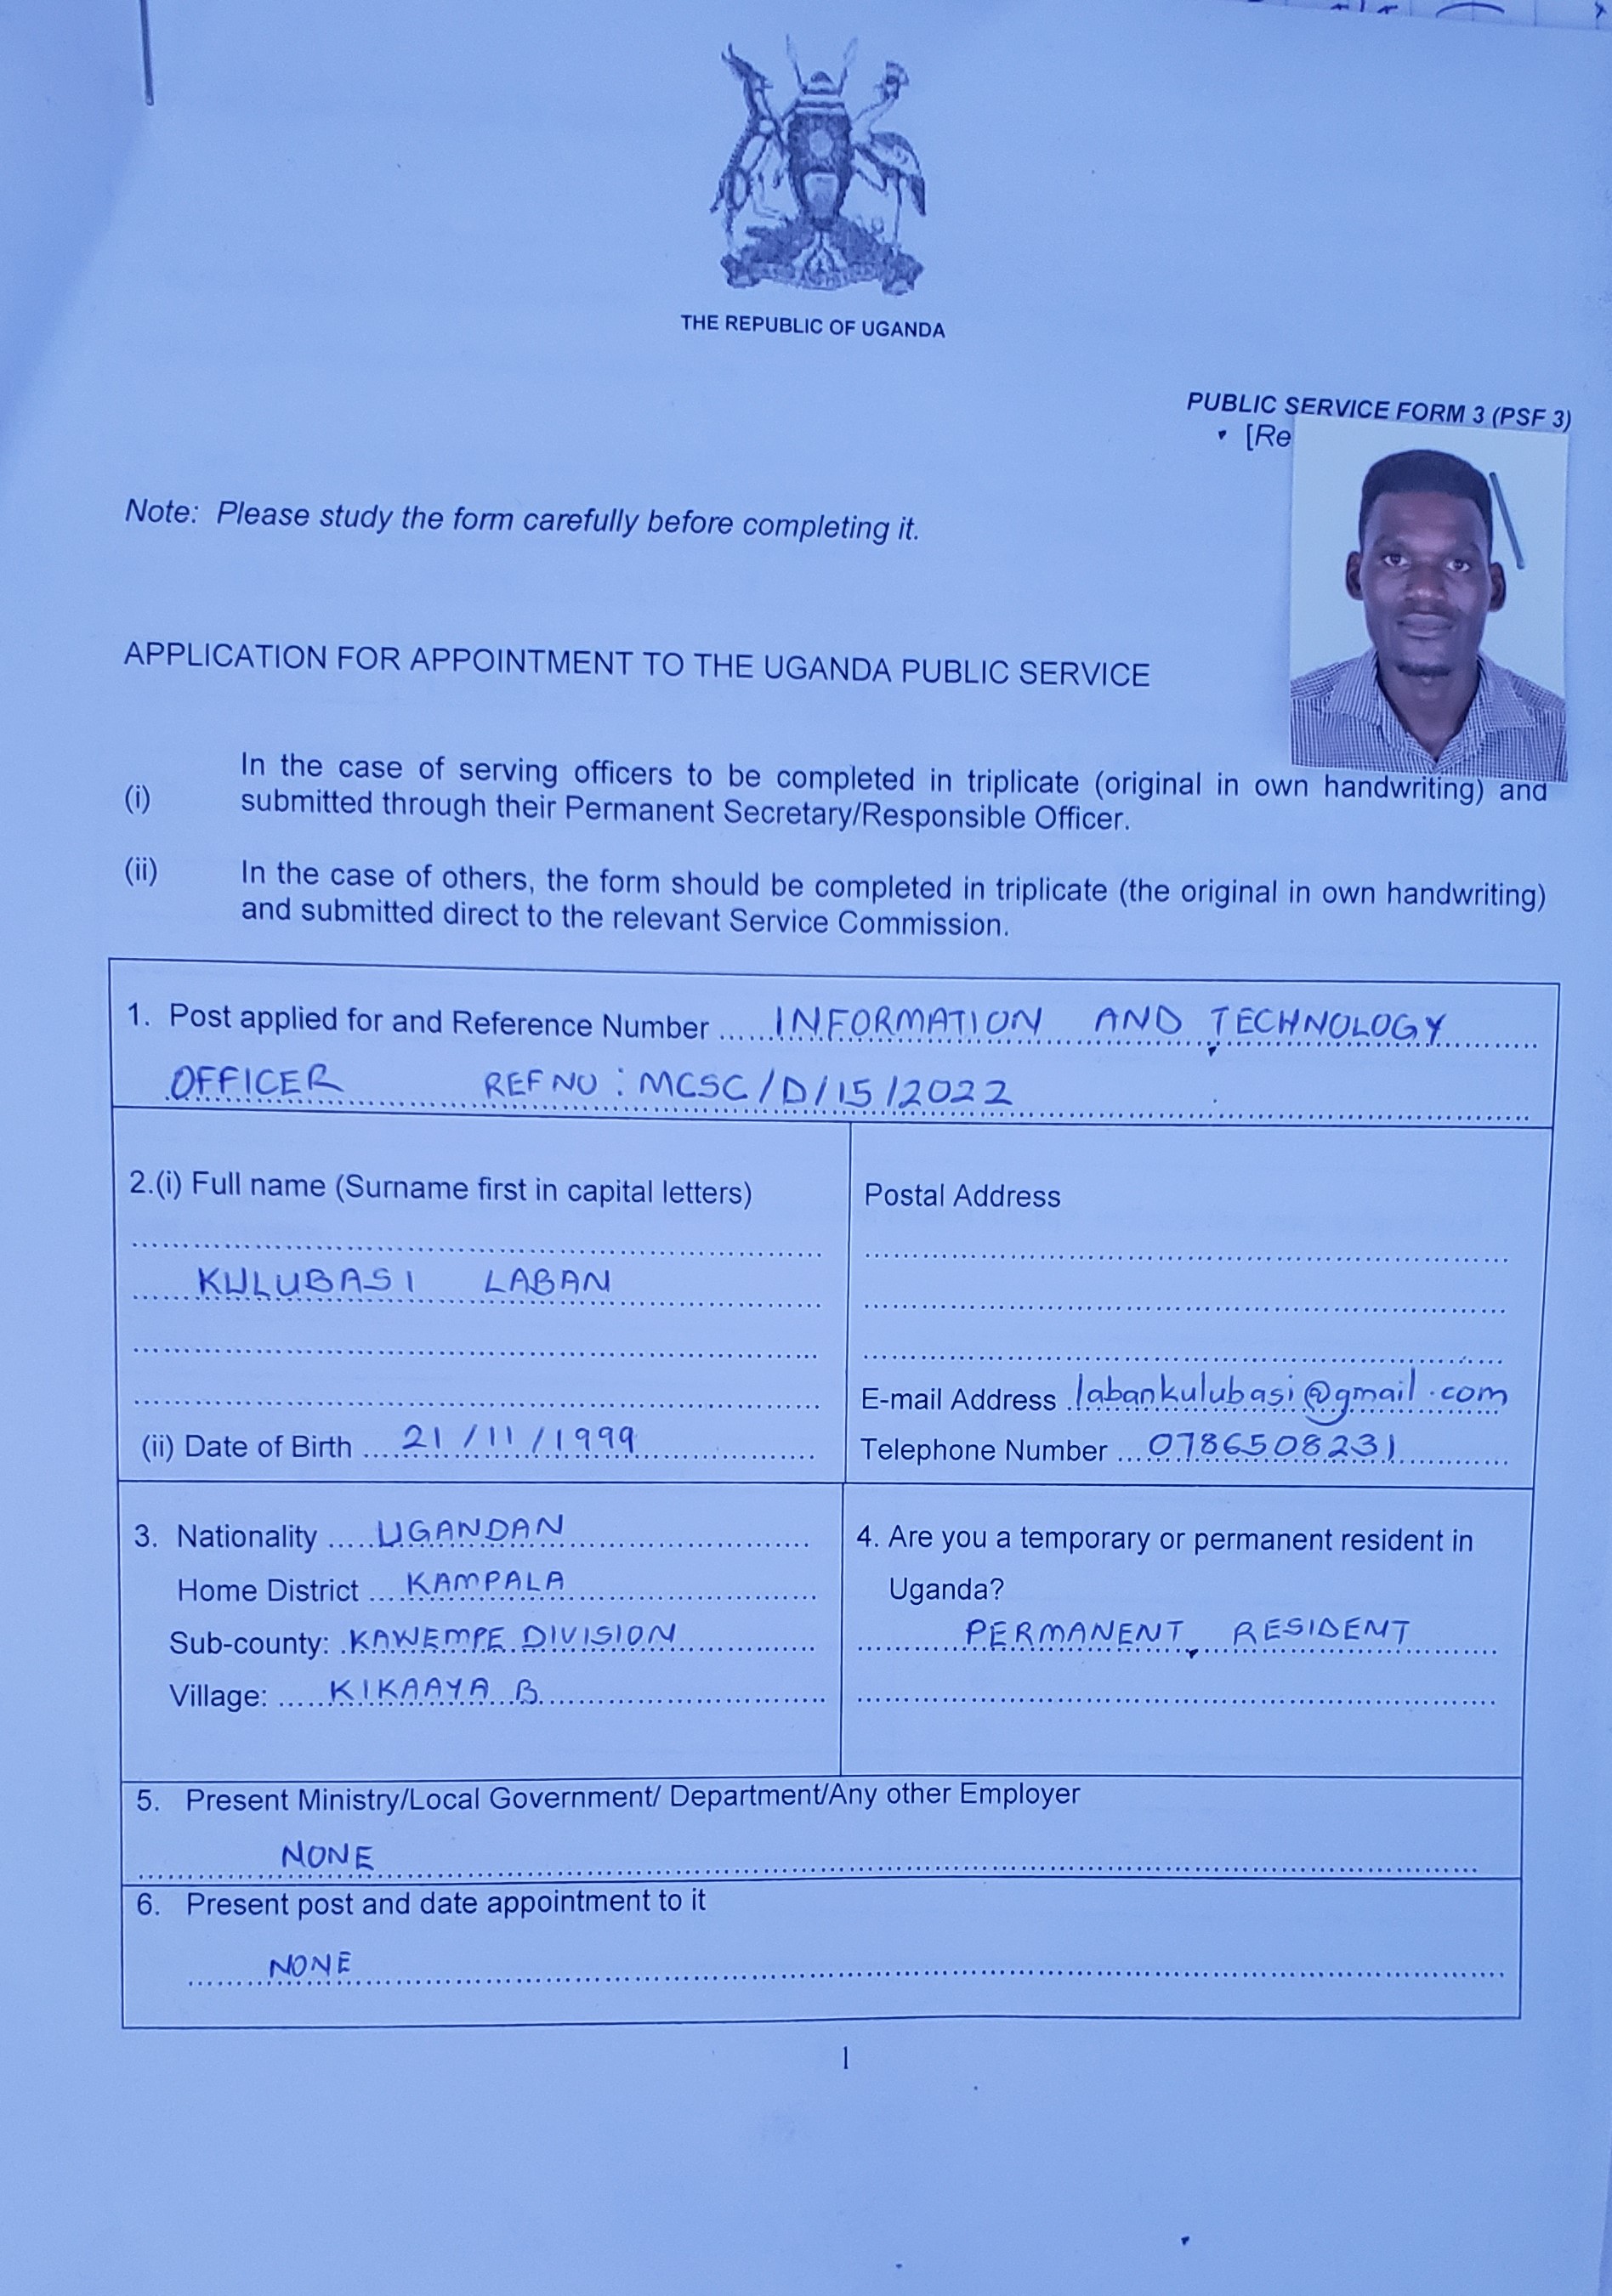 THE REPUBLIC OF UGANDA
PUBLIC SERVICE FORM 3 (PSF 3)
[Re
Note: Please study the form carefully before completing it.
APPLICATION FOR APPOINTMENT TO THE UGANDA PUBLIC SERVICE
(i) In the case of serving officers to be completed in triplicate (original in own handwriting) and
submitted through their Permanent Secretary/Responsible Officer.
(ii) In the case of others, the form should be completed in triplicate (the original in own handwriting)
and submitted direct to the relevant Service Commission.
1. Post applied for and Reference Number INFORMATION AND TECHNOLOGY
OFFICER REF NO : MCSC/D/15/2022
2.(i) Full name (Surname first in capital letters)
KULUBASI LABAN
(ii) Date of Birth 21/11/1999
Postal Address
E-mail Address labankulubasi@gmail.com
Telephone Number 0786508231
3. Nationality UGANDAN
Home District KAMPALA
Sub-county: KAWEMPE DIVISION
Village: KIKAAYA B
4. Are you a temporary or permanent resident in
Uganda?
PERMANENT RESIDENT
5. Present Ministry/Local Government/ Department/Any other Employer
NONE
6. Present post and date appointment to it
NONE
1